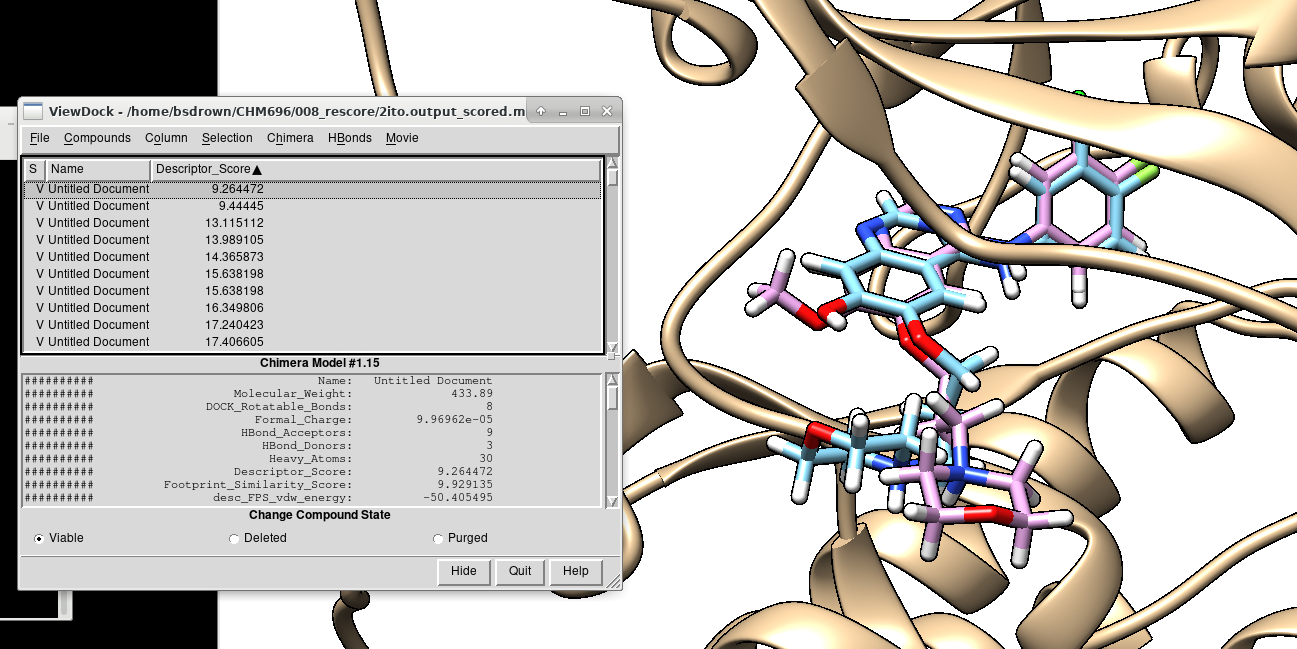 ViewDock - /home/bsdrown/CHM696/008_rescore/2ito.output_scored.m
File Compounds Column Selection Chimera HBonds Movie
S Name Descriptor_Score▲
V Untitled Document 9.264472
V Untitled Document 9.44445
V Untitled Document 13.115112
V Untitled Document 13.989105
V Untitled Document 14.365873
V Untitled Document 15.638198
V Untitled Document 15.638198
V Untitled Document 16.349806
V Untitled Document 17.240423
V Untitled Document 17.406605
Chimera Model #1.15
########## Name: Untitled Document
########## Molecular_Weight: 433.89
########## DOCK_Rotatable_Bonds: 8
########## Formal_Charge: 9.96962e-05
########## HBond_Acceptors: 9
########## HBond_Donors: 3
########## Heavy_Atoms: 30
########## Descriptor_Score: 9.264472
########## Footprint_Similarity_Score: 9.929135
########## desc_FPS_vdw_energy: -50.405495
Change Compound State
Viable Deleted Purged
Hide Quit Help